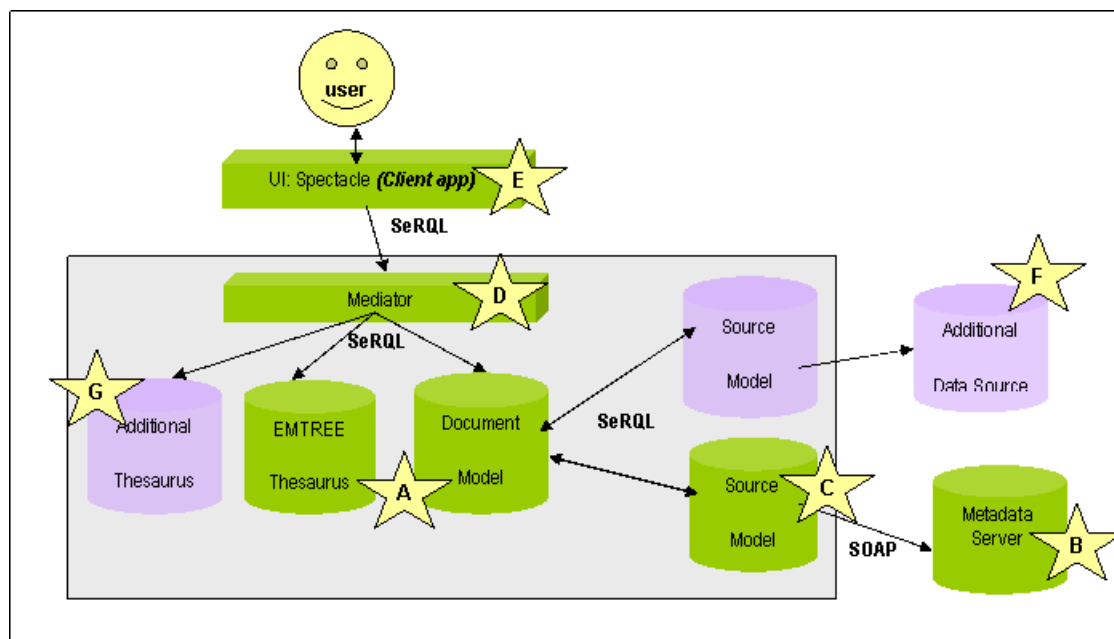 user
UI: Spectacle (Client app)
E
SeRQL
Mediator
D
SeRQL
G
Additional
Thesaurus
EMTREE
Thesaurus
A
Document
Model
Source
Model
F
Additional
Data Source
SeRQL
Source
Model
C
SOAP
Metadata
Server
B